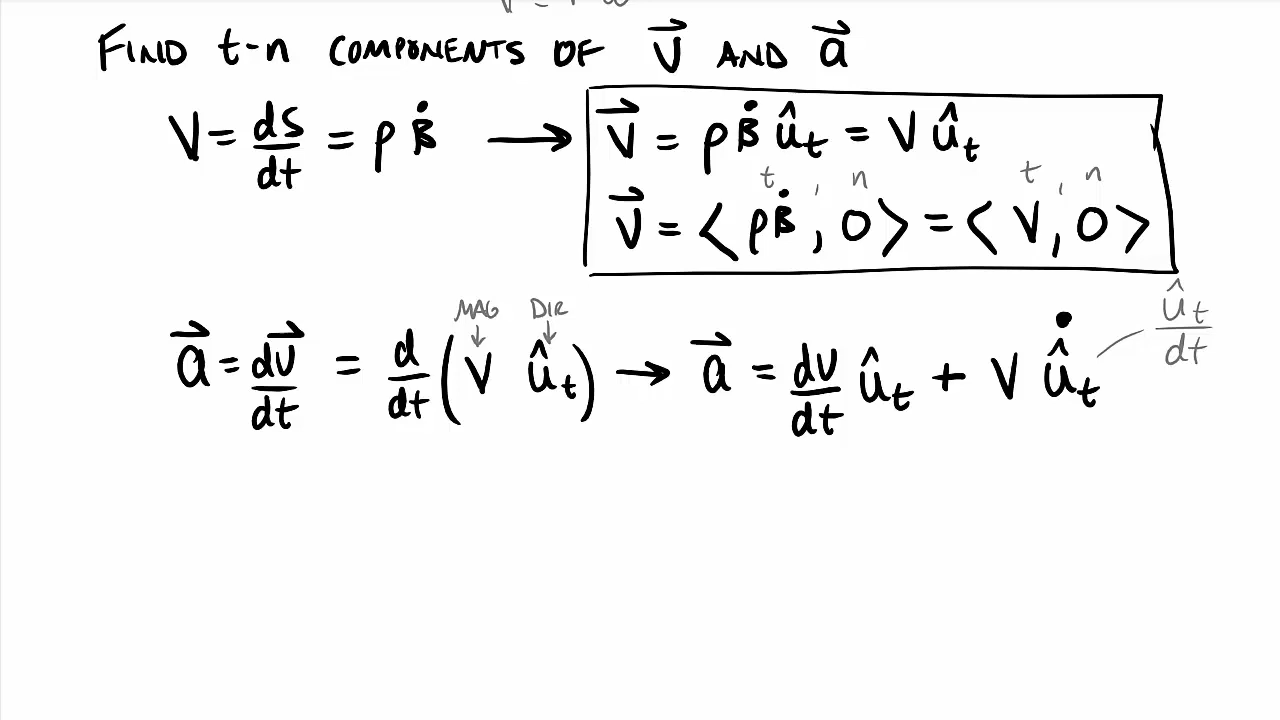 FIND t-n COMPONENTS OF V⃗ AND a⃗
V = ds/dt = ρβ̇ ⟶ V⃗ = ρβ̇ û_t = V û_t
t , n t , n
V⃗ = < ρβ̇ , 0 > = < V , 0 >
MAG DIR
↓ ↓
a⃗ = dv⃗/dt = d/dt ( V û_t ) → a⃗ = dv/dt û_t + V û̇_t
û_t/dt